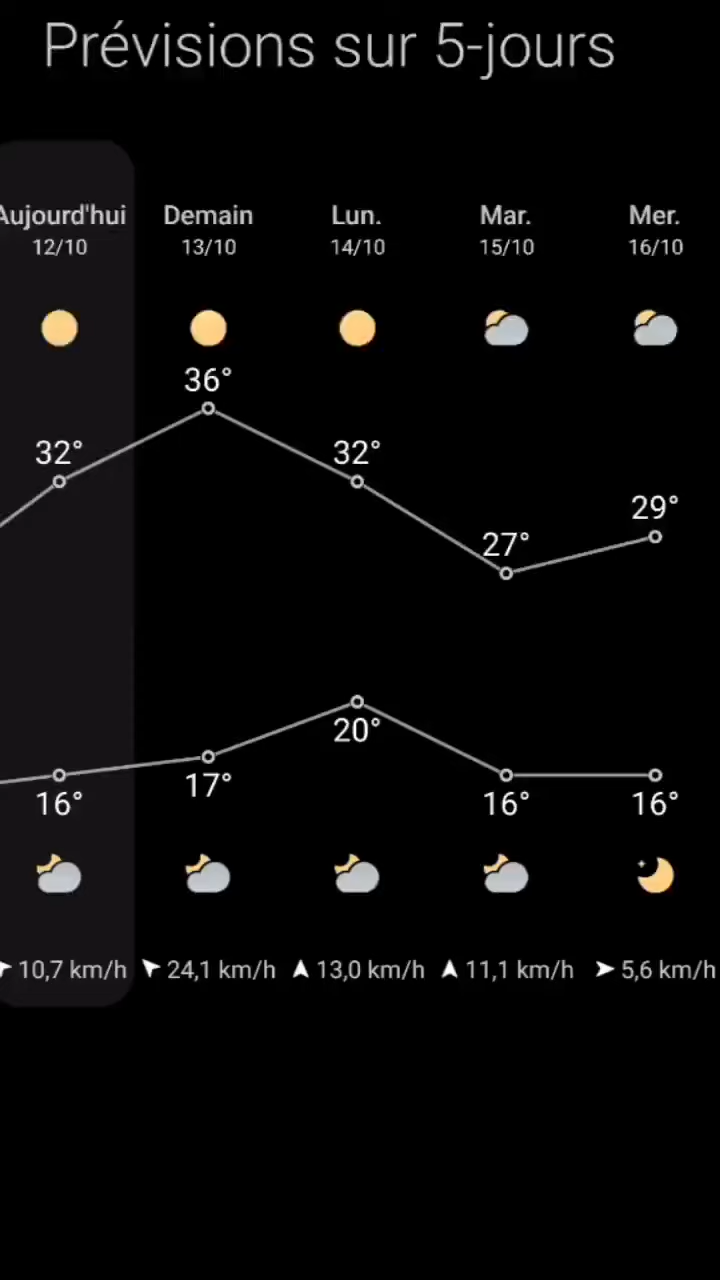 Prévisions sur 5-jours
Aujourd'hui Demain Lun. Mar. Mer.
12/10 13/10 14/10 15/10 16/10
36°
32° 32°
29°
27°
20°
17°
16° 16° 16°
10,7 km/h 24,1 km/h 13,0 km/h 11,1 km/h 5,6 km/h